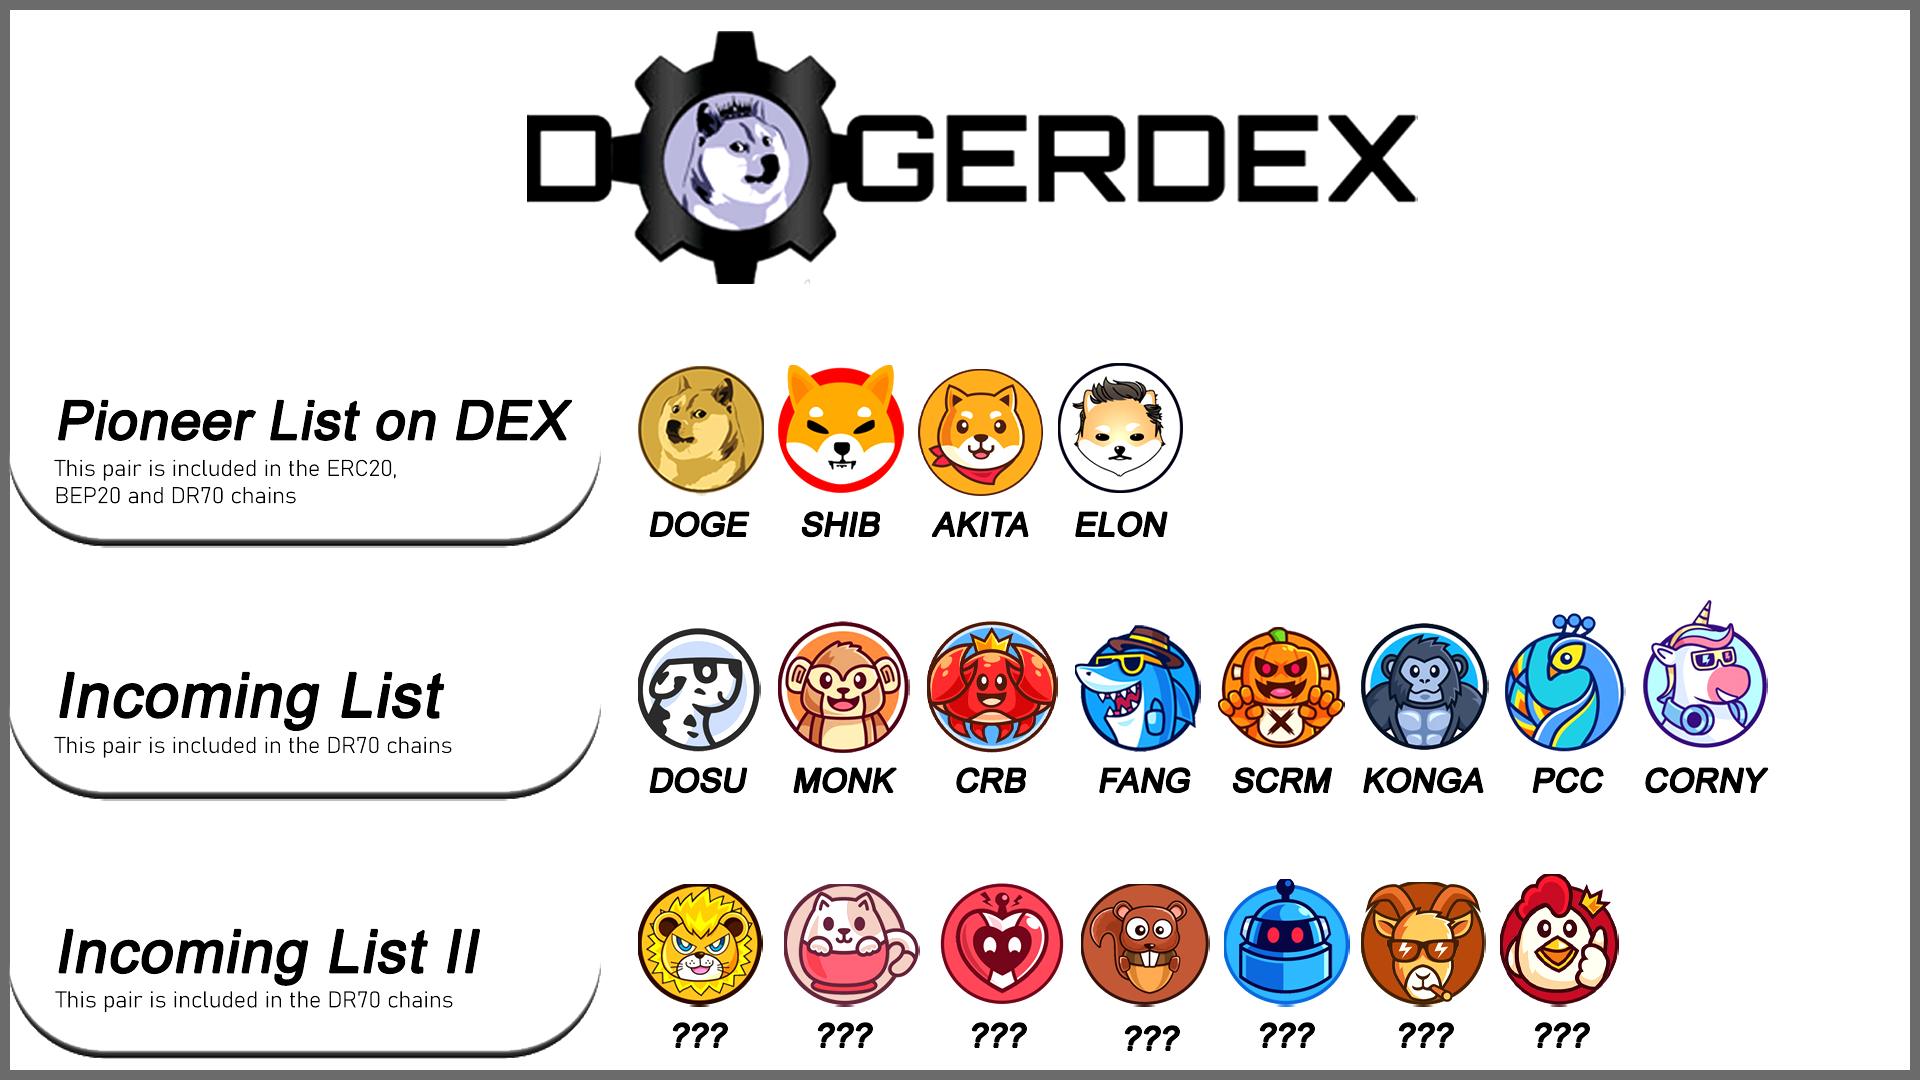 DOGERDEX
Pioneer List on DEX
This pair is included in the ERC20,
BEP20 and DR70 chains
DOGE SHIB AKITA ELON
Incoming List
This pair is included in the DR70 chains
DOSU MONK CRB FANG SCRM KONGA PCC CORNY
Incoming List II
This pair is included in the DR70 chains
??? ??? ??? ??? ??? ??? ???